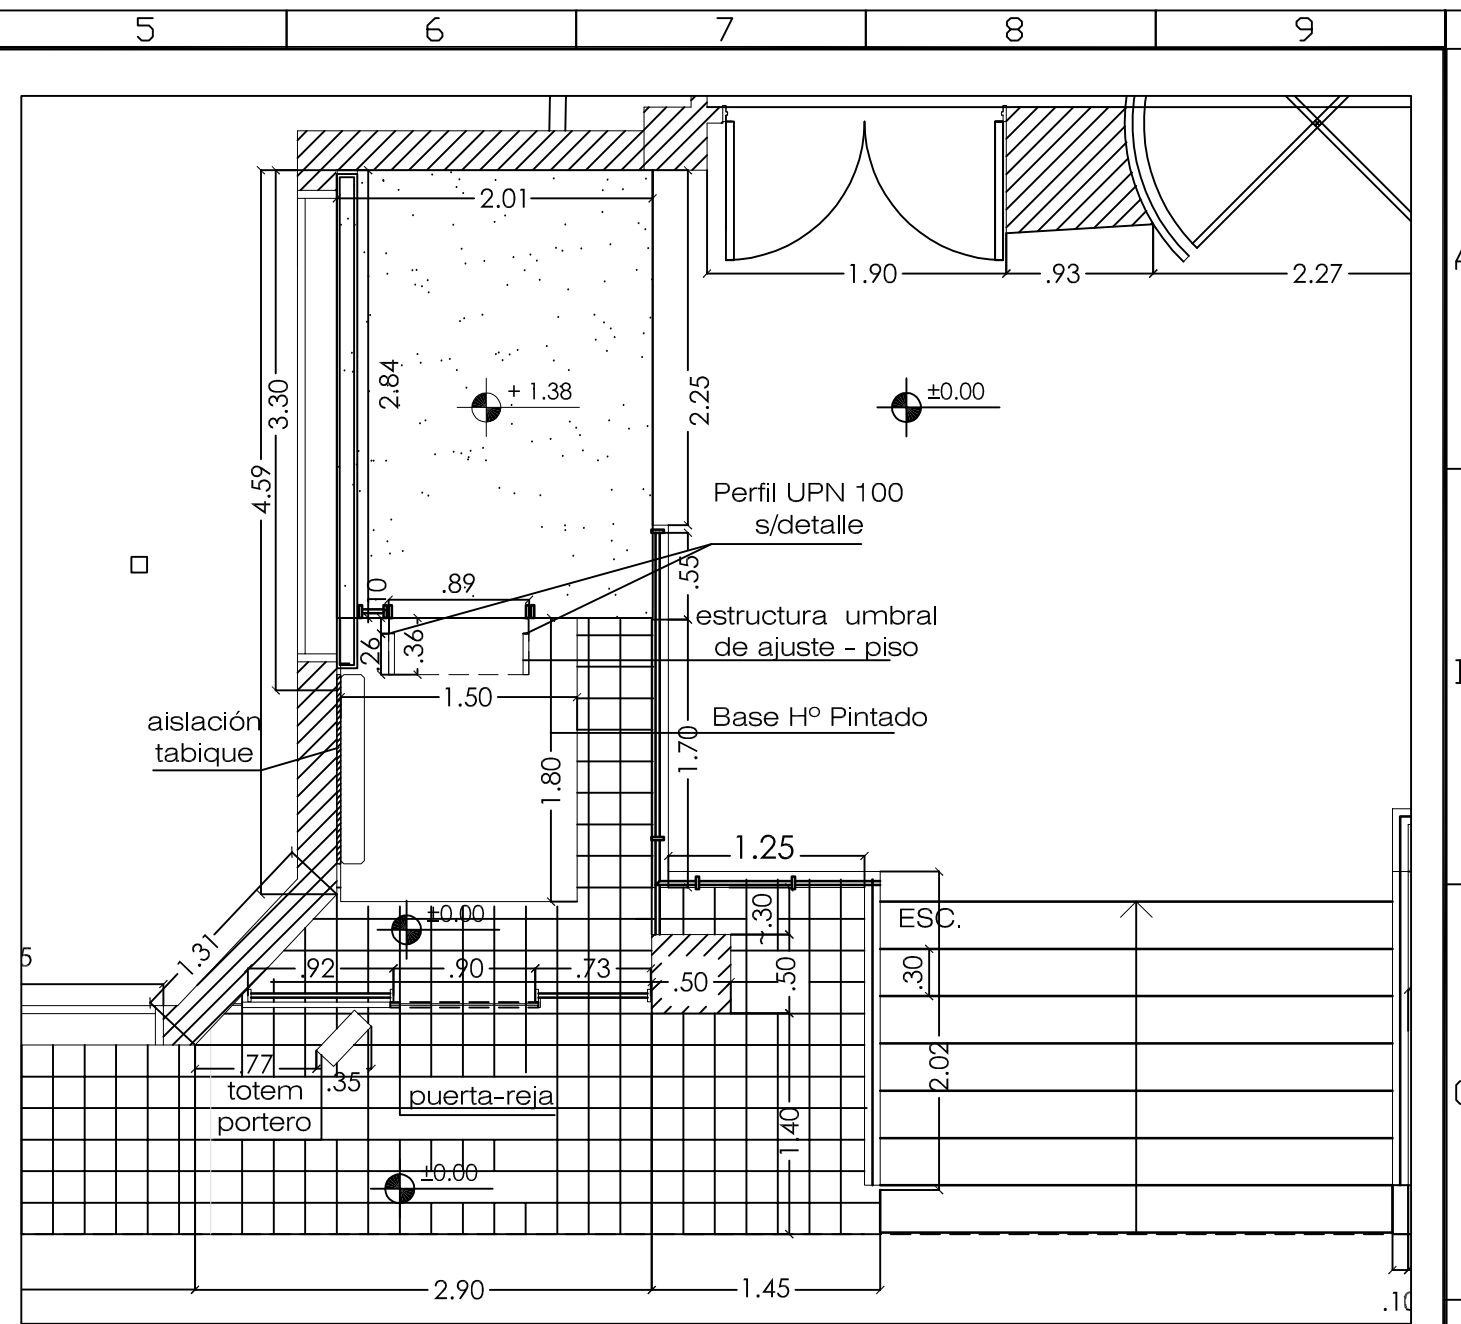 5 6 7 8 9
2.01
1.90 .93 2.27
A
3.30
2.84
+ 1.38
2.25
±0.00
4.59
Perfil UPN 100
s/detalle
.89
.55
estructura umbral
de ajuste - piso
.26
.36
1.50
Base Hº Pintado
aislación
tabique
1.70
1.80
1.25
±0.00
.30
ESC.
1.31
.92 .90 .73
.50
.50
.30
2.02
.77
.35
totem
portero
puerta-reja
1.40
±0.00
2.90
1.45